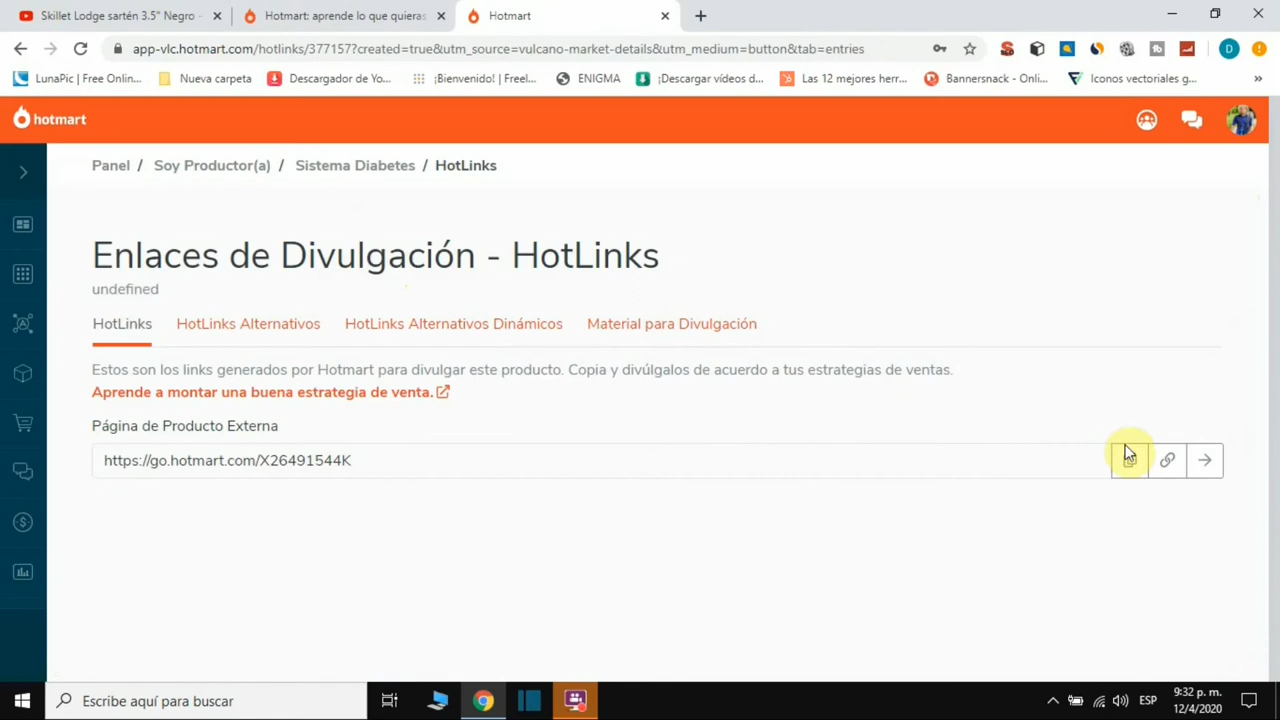 Skillet Lodge sartén 3.5" Negro -
Hotmart: aprende lo que quieras
Hotmart
app-vlc.hotmart.com/hotlinks/377157?created=true&utm_source=vulcano-market-details&utm_medium=button&tab=entries
D
LunaPic | Free Onlin...
Nueva carpeta
Descargador de Yo...
¡Bienvenido! | Freel...
ENIGMA
¡Descargar vídeos d...
Las 12 mejores herr...
Bannersnack - Onli...
Iconos vectoriales g...
»
hotmart
Panel / Soy Productor(a) / Sistema Diabetes / HotLinks
Enlaces de Divulgación - HotLinks
undefined
HotLinks
HotLinks Alternativos
HotLinks Alternativos Dinámicos
Material para Divulgación
Estos son los links generados por Hotmart para divulgar este producto. Copia y divúlgalos de acuerdo a tus estrategias de ventas.
Aprende a montar una buena estrategia de venta.
Página de Producto Externa
https://go.hotmart.com/X26491544K
Escribe aquí para buscar
ESP
9:32 p. m.
12/4/2020